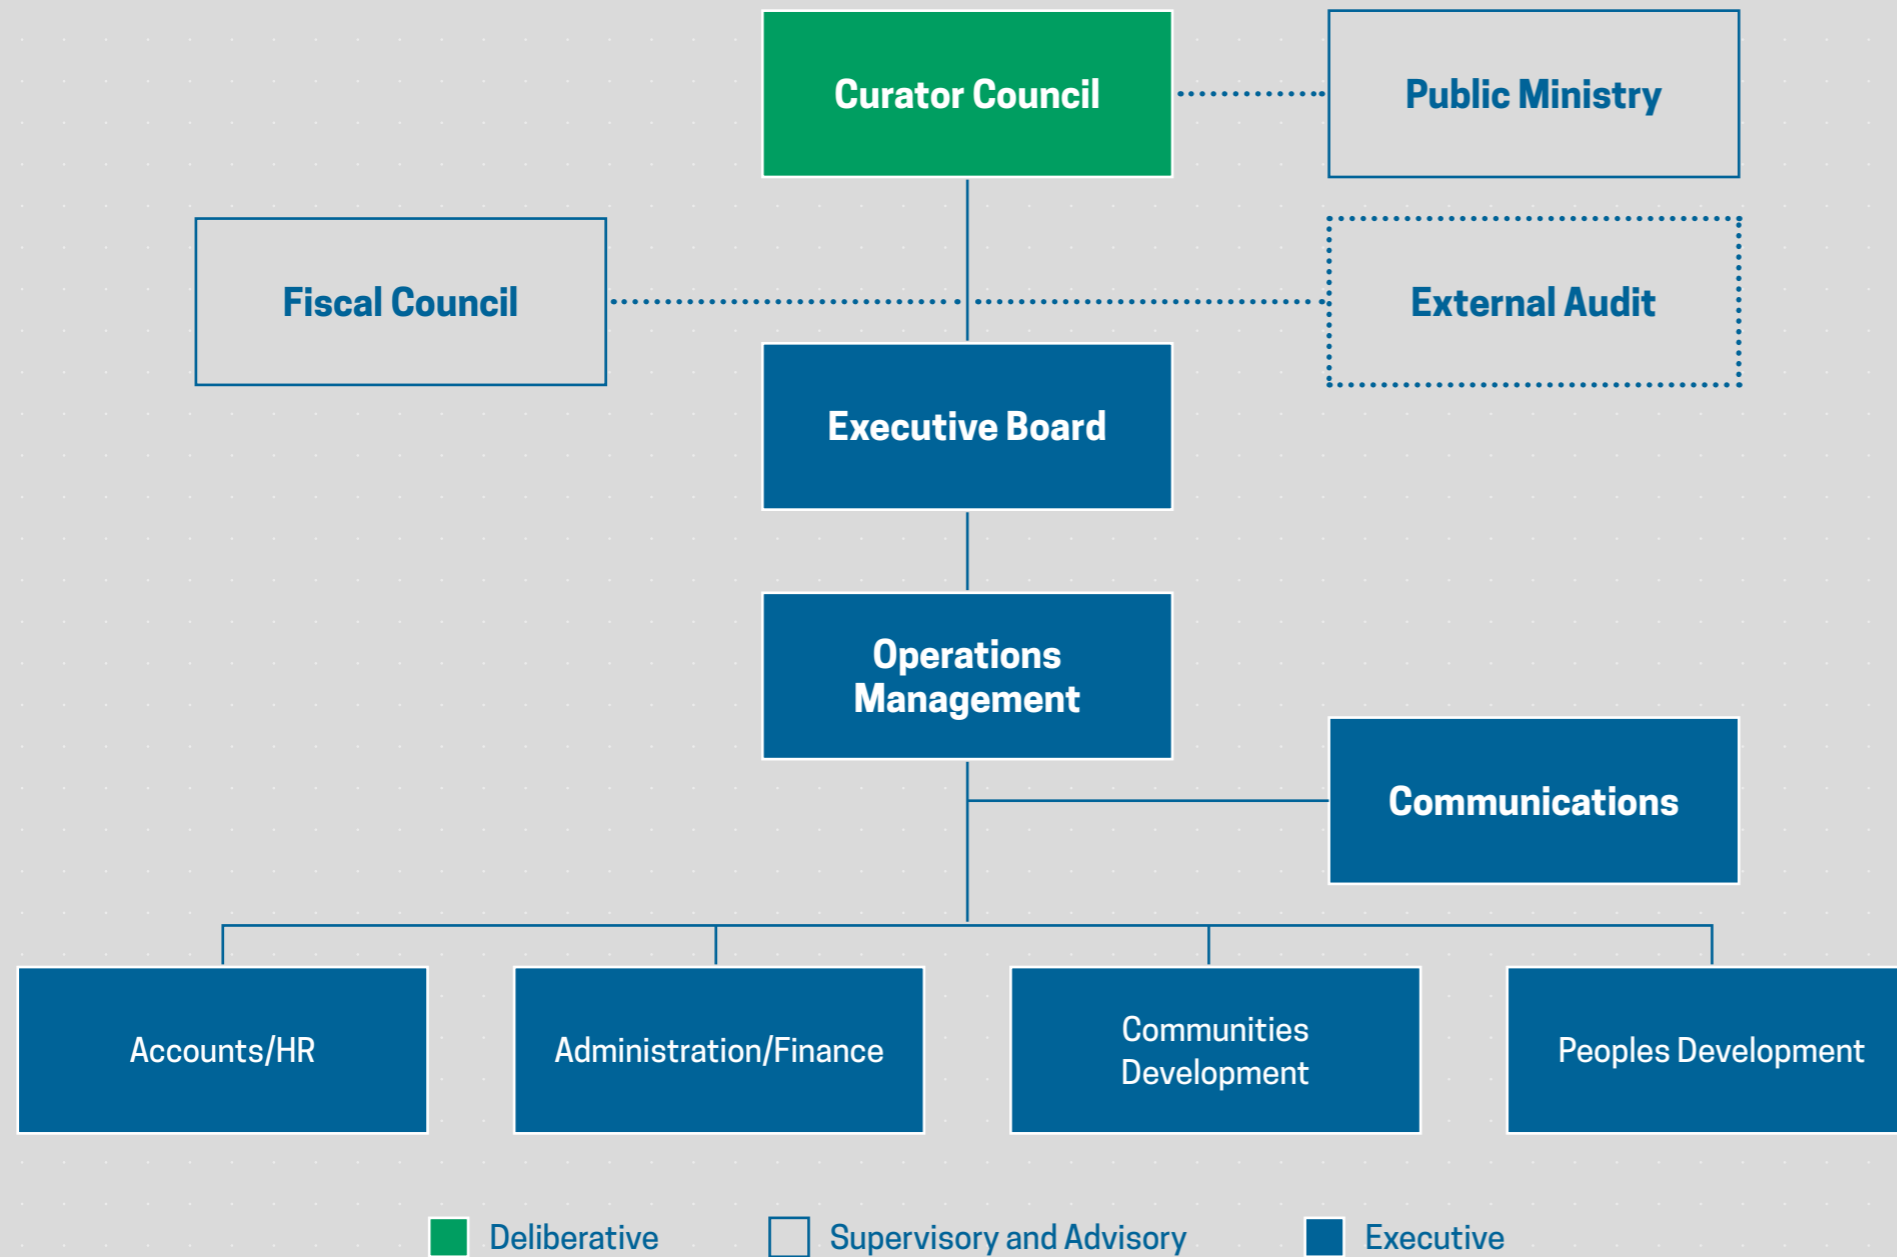 Curator Council
Public Ministry
Fiscal Council
External Audit
Executive Board
Operations
Management
Communications
Accounts/HR
Administration/Finance
Communities
Development
Peoples Development
Deliberative
Supervisory and Advisory
Executive